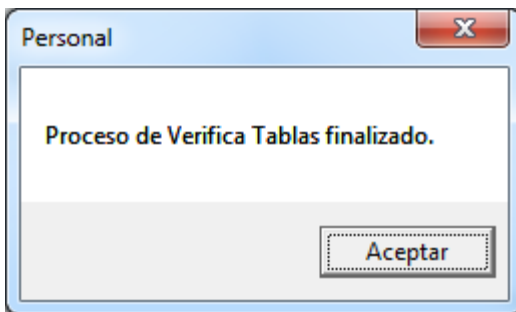 Personal
Proceso de Verifica Tablas finalizado.
Aceptar